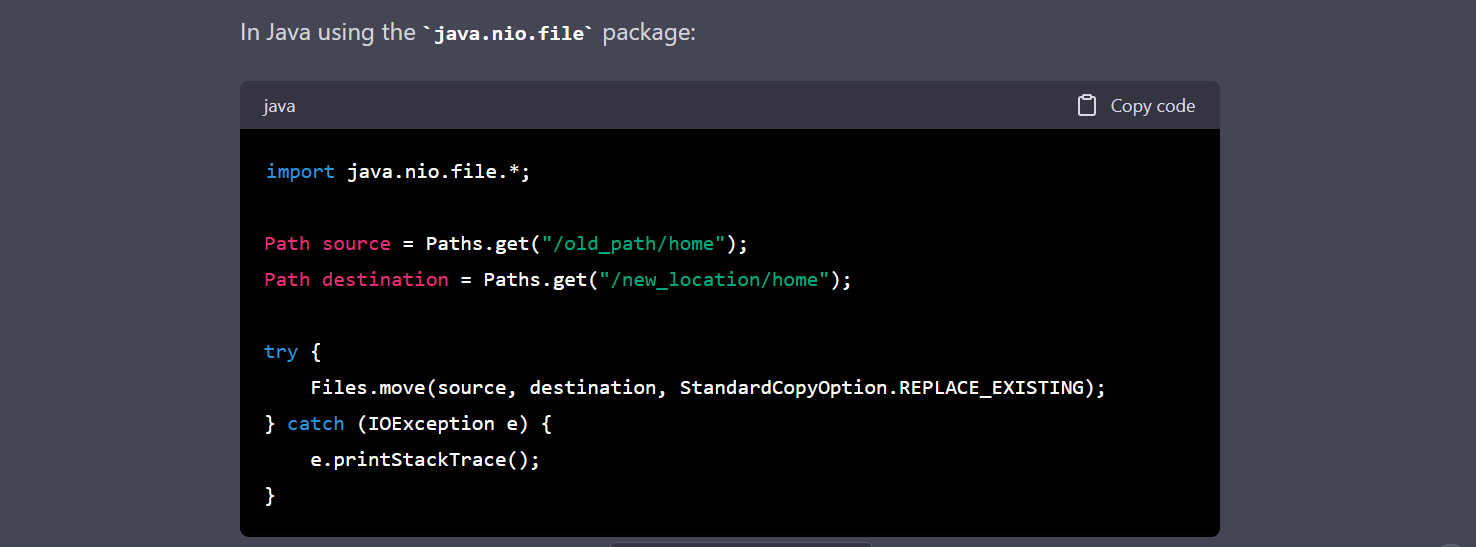 In Java using the `java.nio.file` package:
java
Copy code
import java.nio.file.*;
Path source = Paths.get("/old_path/home");
Path destination = Paths.get("/new_location/home");
try {
    Files.move(source, destination, StandardCopyOption.REPLACE_EXISTING);
} catch (IOException e) {
    e.printStackTrace();
}